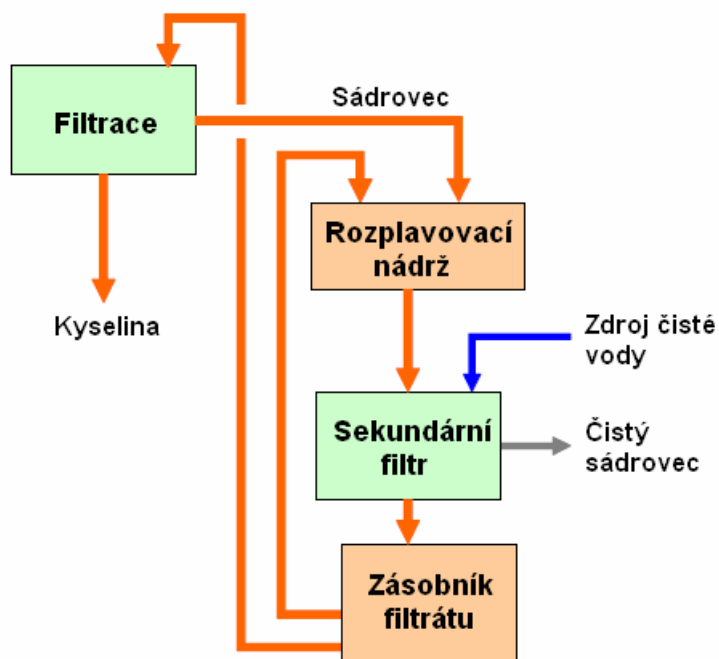 Sádrovec
Filtrace
Rozplavovací
nádrž
Kyselina
Zdroj čisté
vody
Sekundární
filtr
Čistý
sádrovec
Zásobník
filtrátu